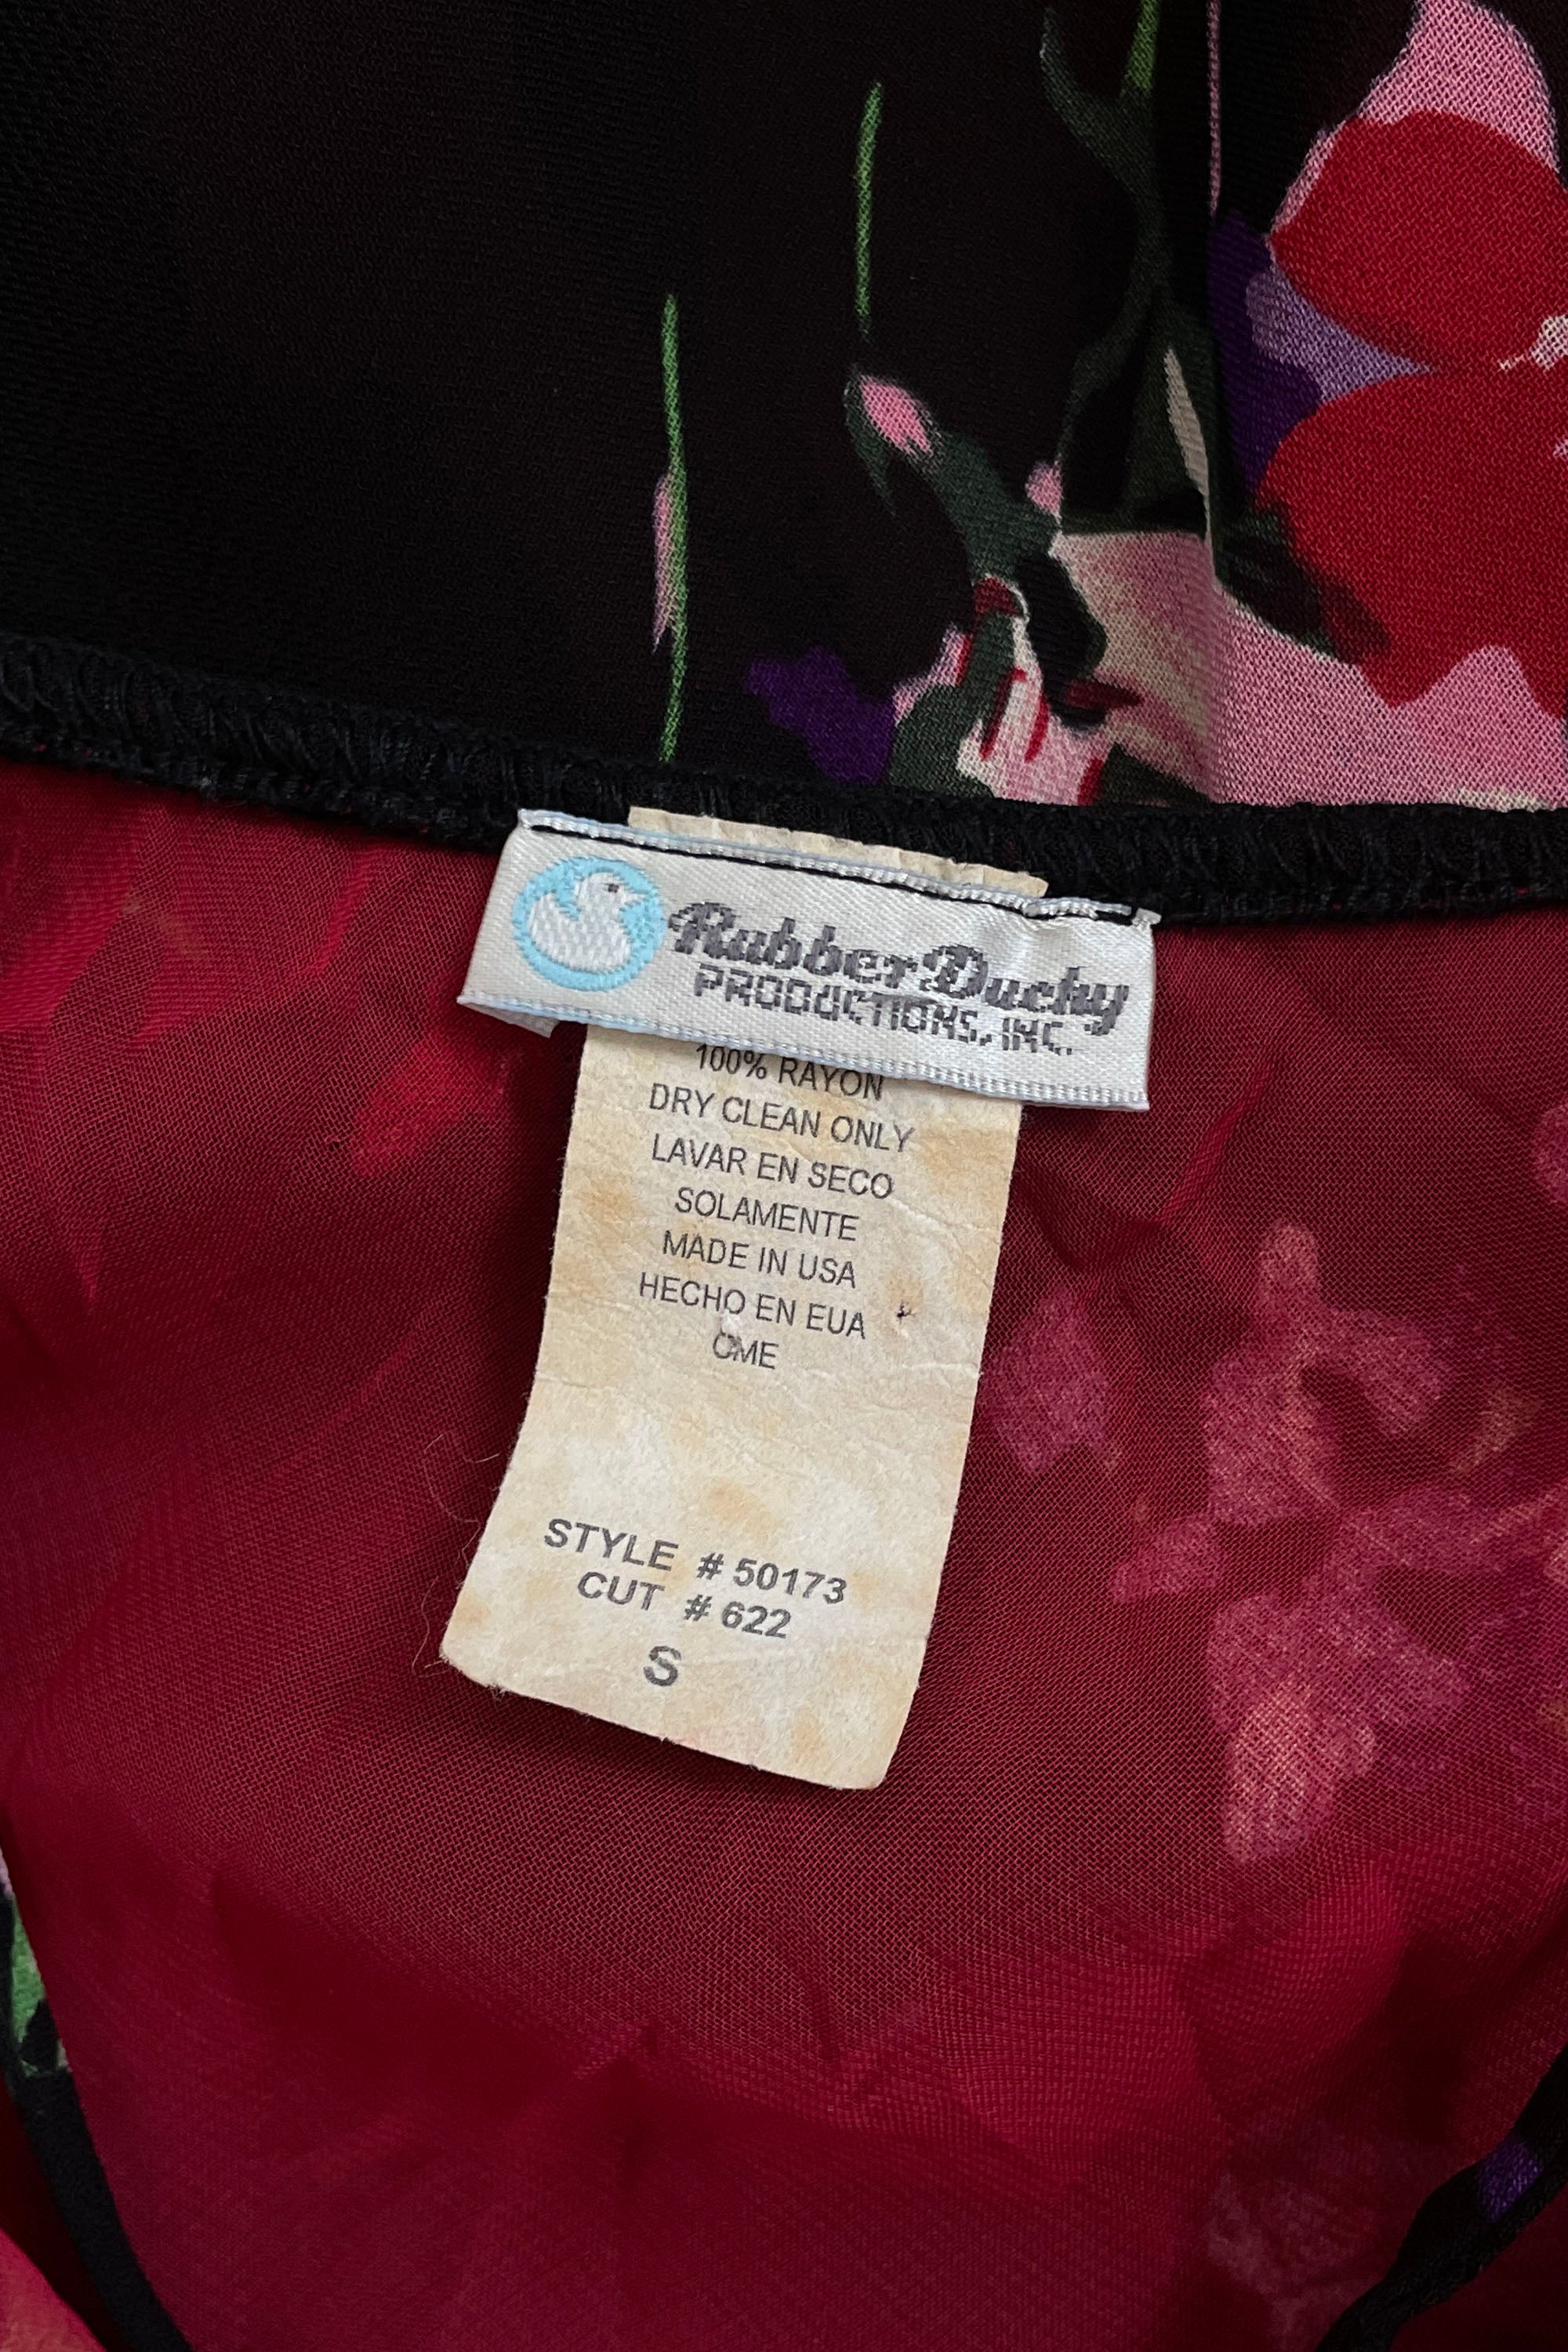 Rubber Ducky
PRODUCTIONS, INC.
100% RAYON
DRY CLEAN ONLY
LAVAR EN SECO
SOLAMENTE
MADE IN USA
HECHO EN EUA
CME
STYLE # 50173
CUT # 622
S